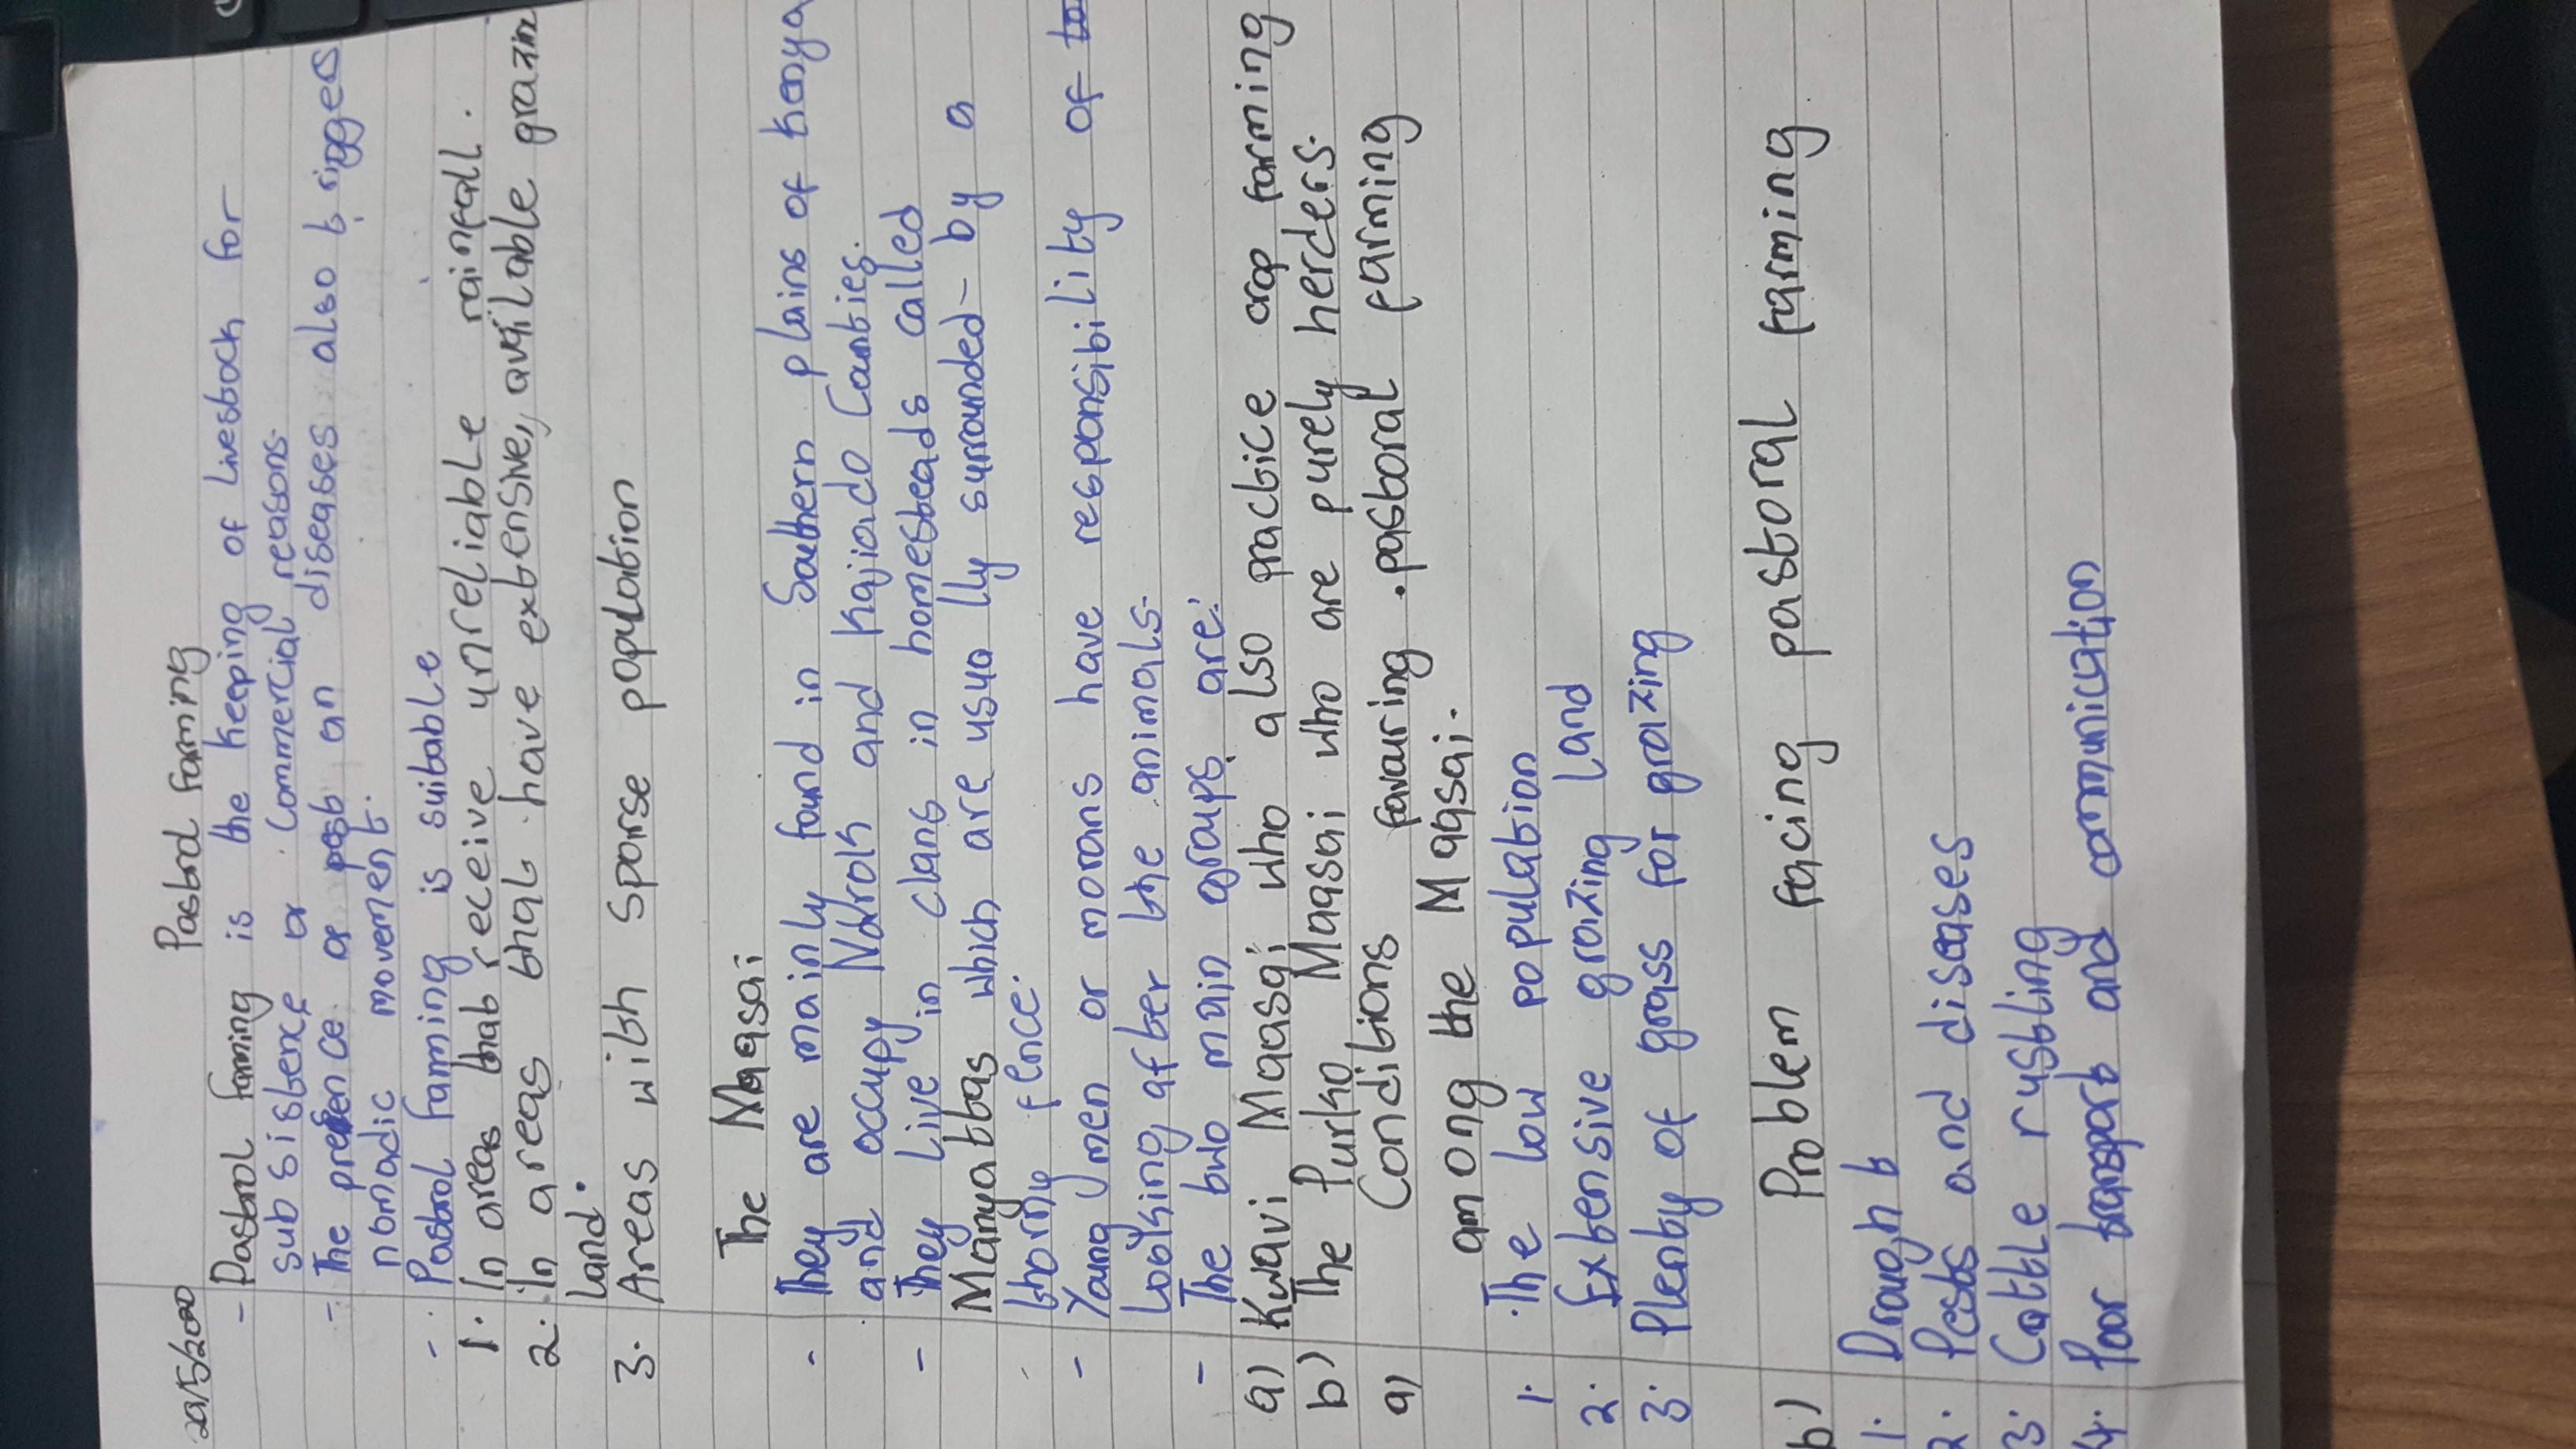 29/5/2020
Pastrol farming
- Pastrol farming is the keeping of Livestock for
subsistence or commercial reasons.
- The presence of pest an diseases also triggers
nomadic movement.
- Pastrol farming is suitable
1. In areas that receive unreliable rainfall.
2. In areas that have extensive, available grazin
land.
3. Areas with sparse population
The Maasai
- They are mainly found in Southern plains of Kenya
and occupy Narok and Kajiado Counties.
- They live in clans in homesteads called
Manyattas which are usually surrounded by a
- thorny fence.
- Young men or morans have responsibility of to
Looking after the animals.
- The two main groups are:
a) Kwavi Maasai who also practice crop farming
b) The Purko Maasai who are purely herders.
a) Conditions favouring pastoral farming
among the Maasai.
1. The low population
2. Extensive grazing land
3. Plenty of grass for grazing
b) Problem facing pastoral farming
1. Drought
2. Pests and diseases
3. Cattle rustling
4. Poor transport and communication